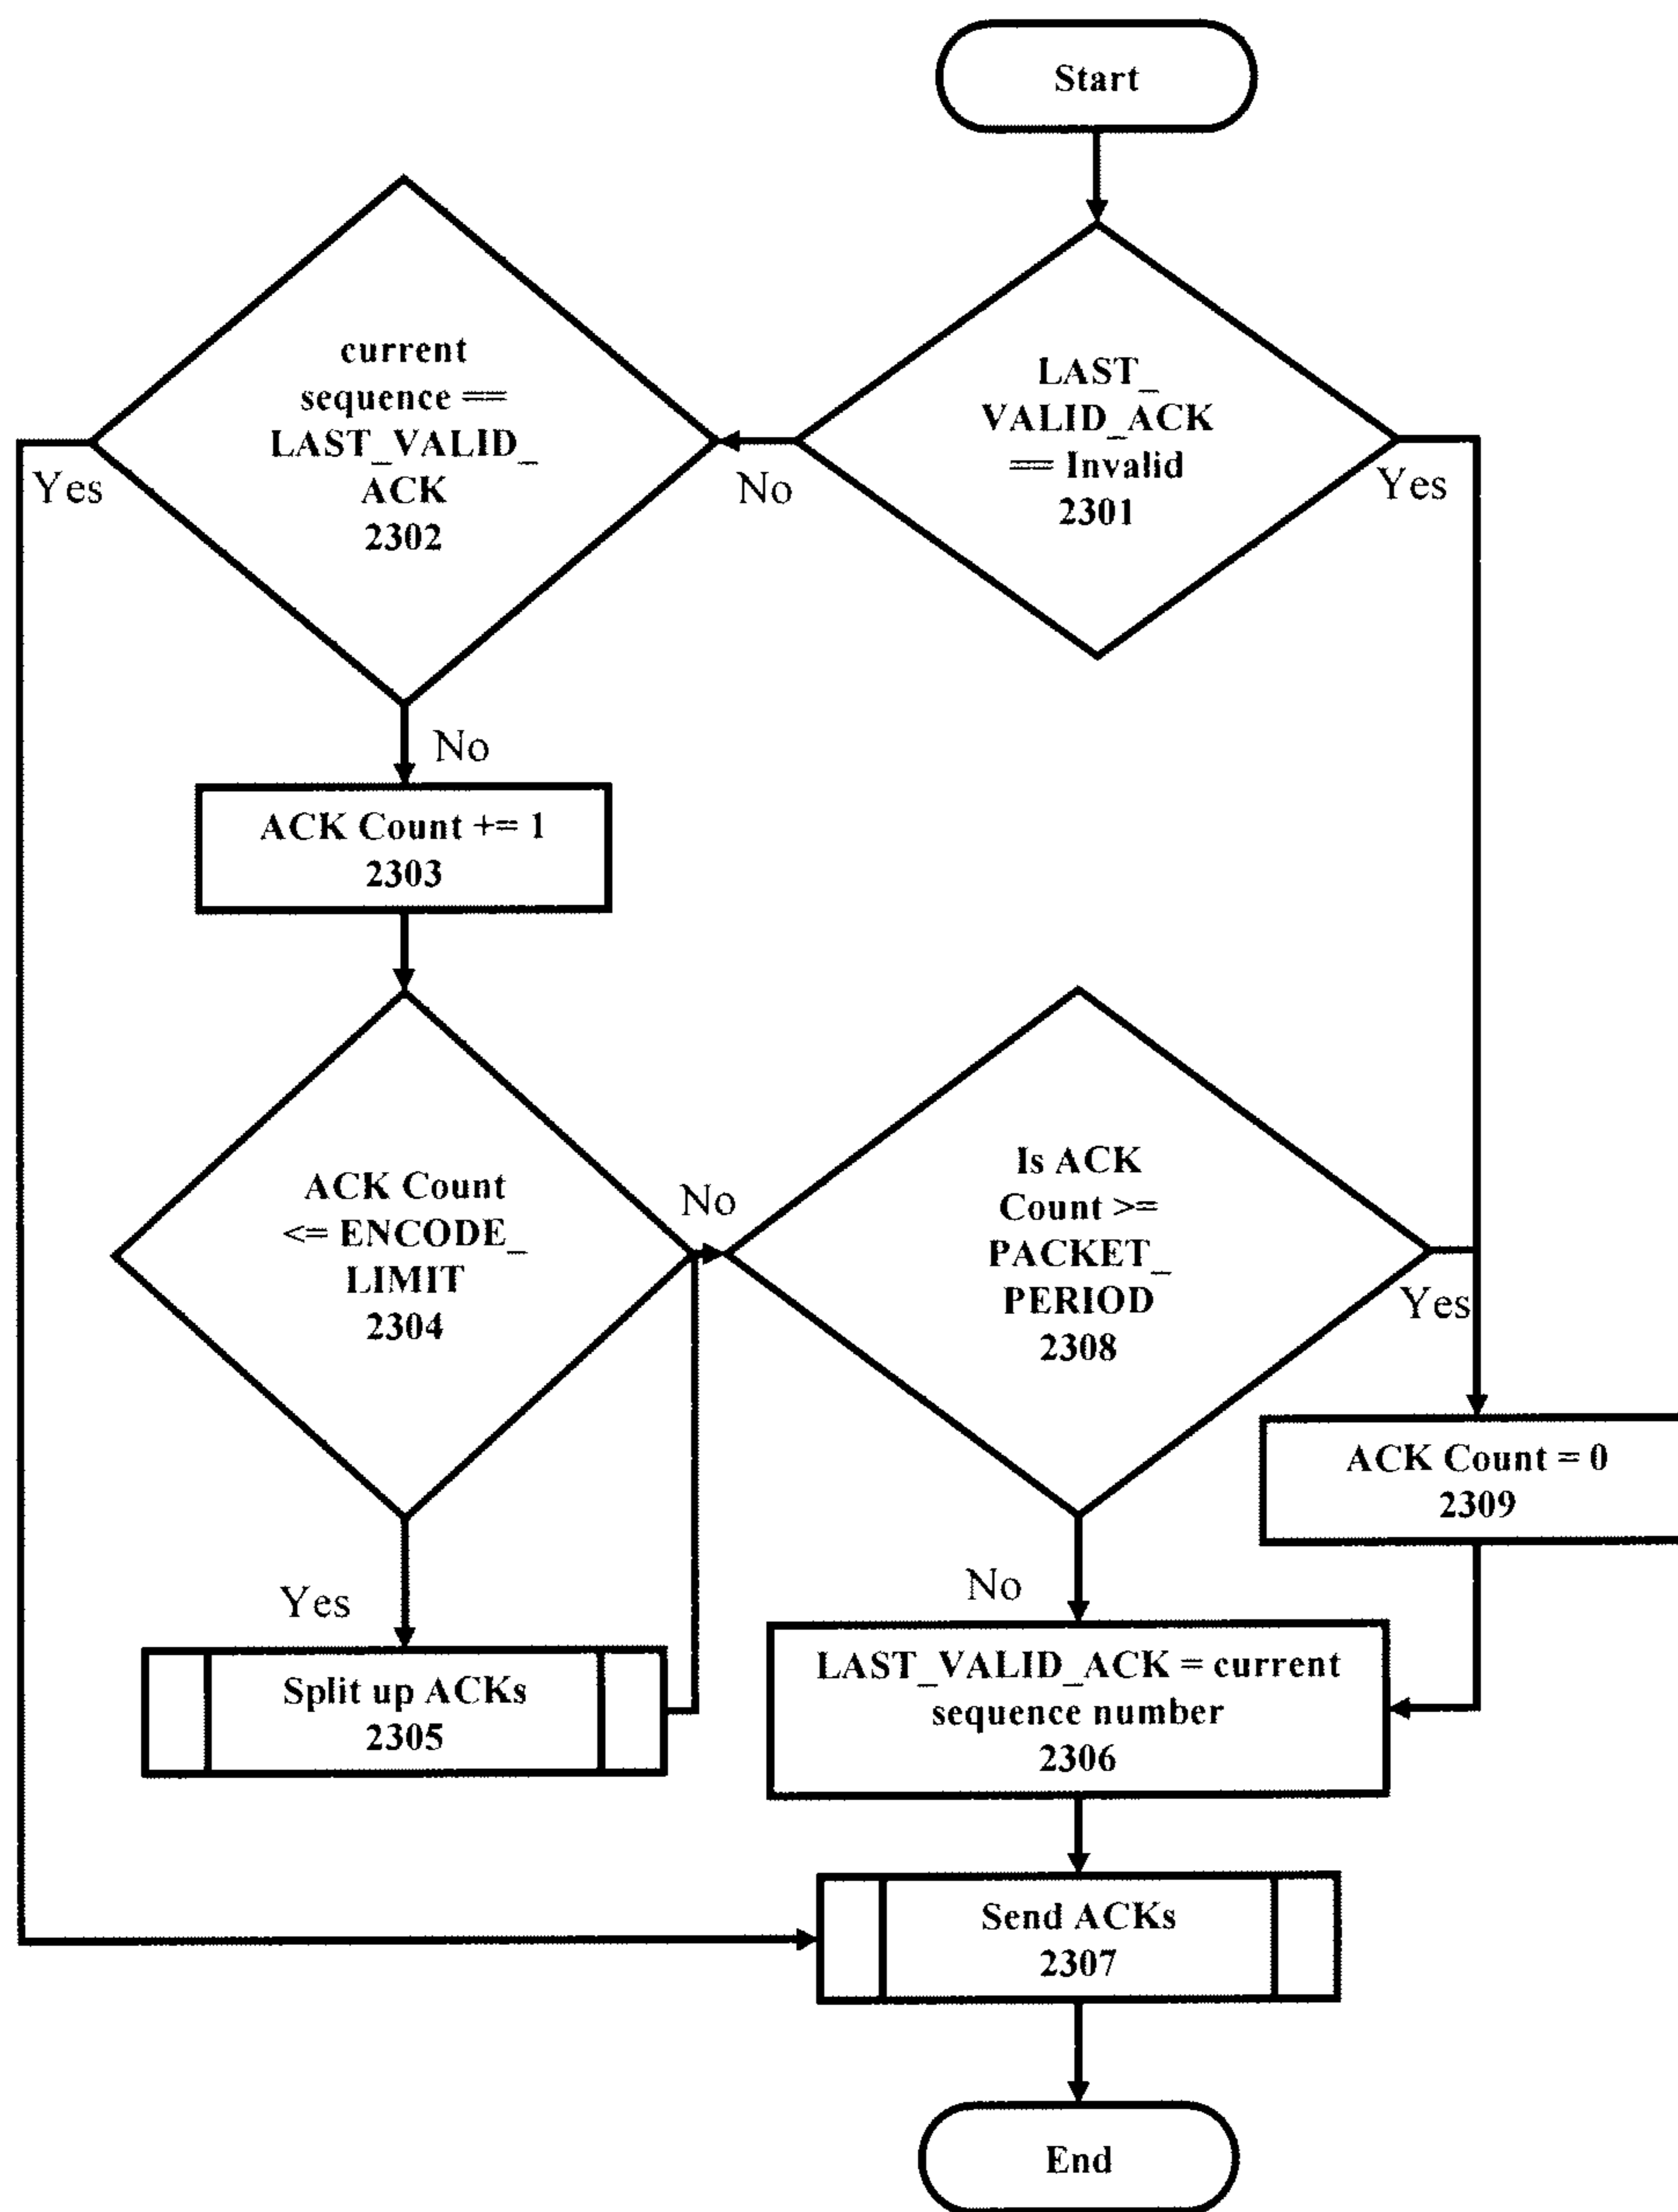 Start
LAST_
VALID_ACK
== Invalid
2301
Yes
No
current
sequence ==
LAST_VALID_
ACK
2302
Yes
No
ACK Count += 1
2303
ACK Count
<= ENCODE_
LIMIT
2304
No
Yes
Split up ACKs
2305
Is ACK
Count >=
PACKET_
PERIOD
2308
Yes
No
ACK Count = 0
2309
LAST_VALID_ACK = current
sequence number
2306
Send ACKs
2307
End